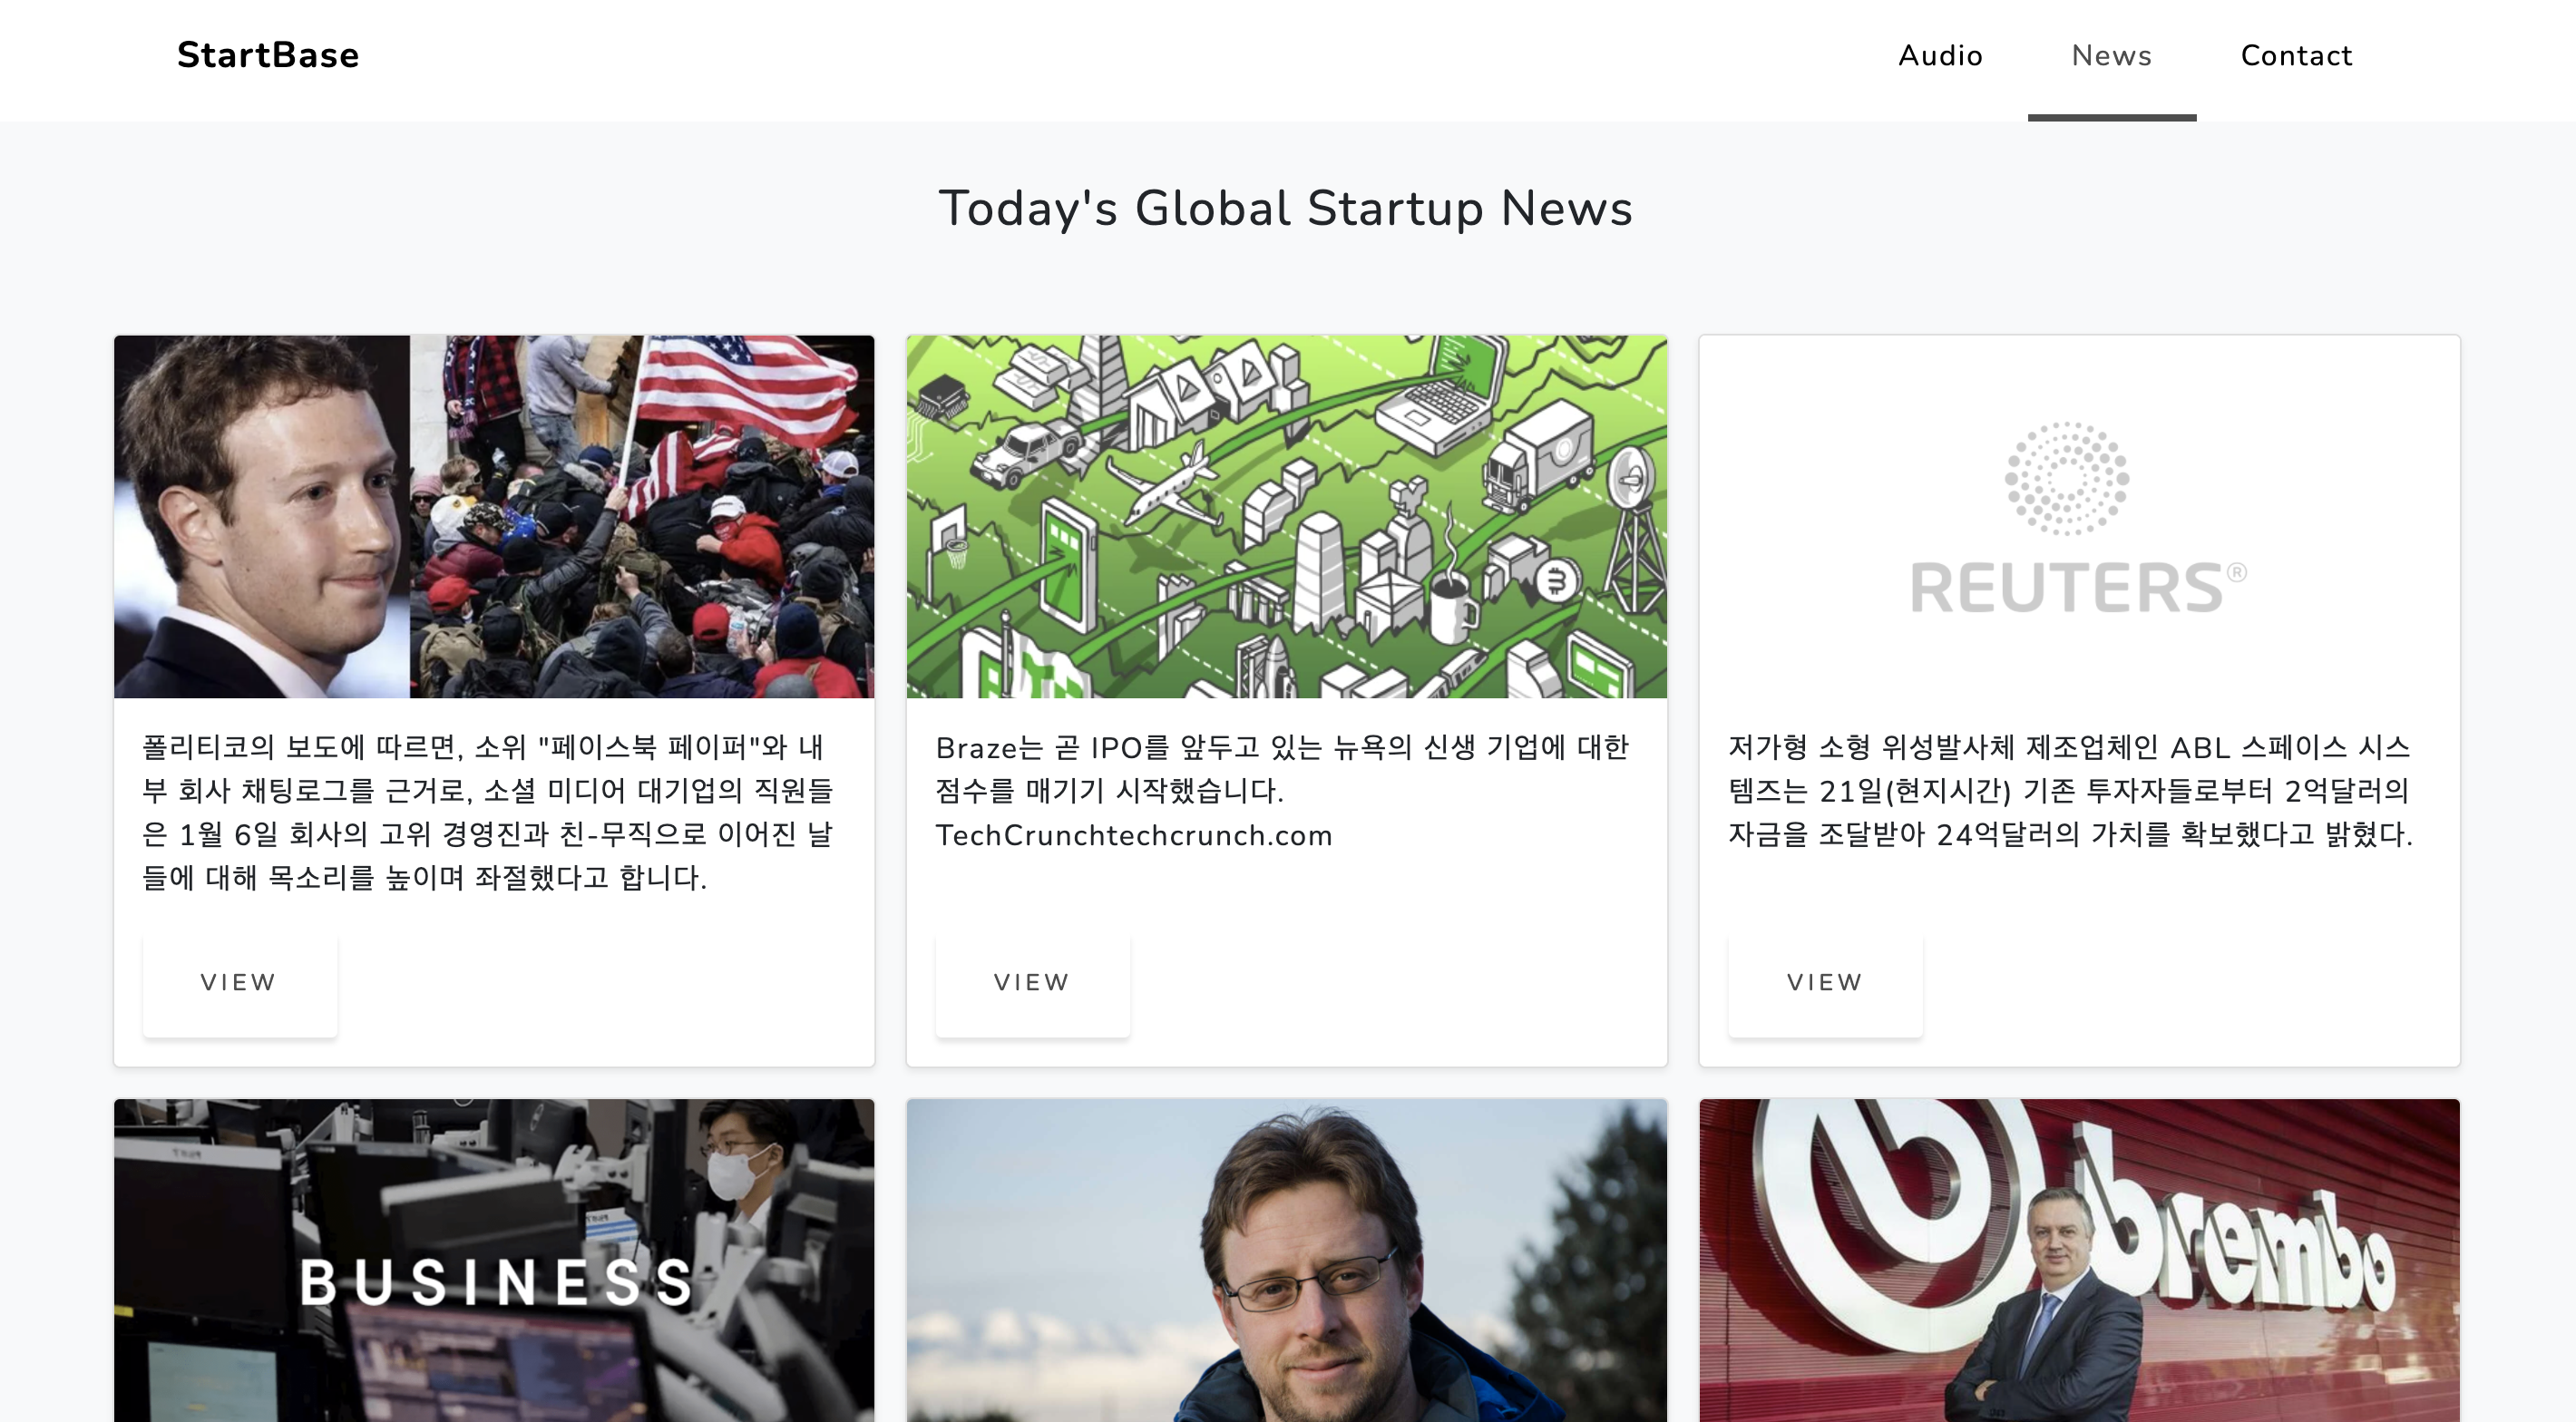 StartBase
Audio
News
Contact
Today's Global Startup News
REUTERS®
폴리티코의 보도에 따르면, 소위 "페이스북 페이퍼"와 내
부 회사 채팅로그를 근거로, 소셜 미디어 대기업의 직원들
은 1월 6일 회사의 고위 경영진과 친-무직으로 이어진 날
들에 대해 목소리를 높이며 좌절했다고 합니다.
VIEW
Braze는 곧 IPO를 앞두고 있는 뉴욕의 신생 기업에 대한
점수를 매기기 시작했습니다.
TechCrunchtechcrunch.com
VIEW
저가형 소형 위성발사체 제조업체인 ABL 스페이스 시스
템즈는 21일(현지시간) 기존 투자자들로부터 2억달러의
자금을 조달받아 24억달러의 가치를 확보했다고 밝혔다.
VIEW
BUSINESS
brembo